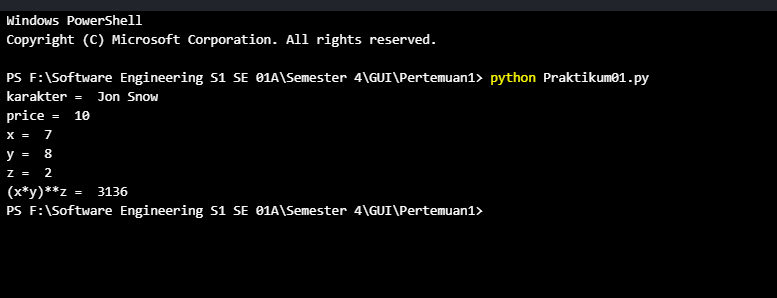 Windows PowerShell
Copyright (C) Microsoft Corporation. All rights reserved.
PS F:\Software Engineering S1 SE 01A\Semester 4\GUI\Pertemuan1> python Praktikum01.py
karakter =  Jon Snow
price =  10
x =  7
y =  8
z =  2
(x*y)**z =  3136
PS F:\Software Engineering S1 SE 01A\Semester 4\GUI\Pertemuan1>